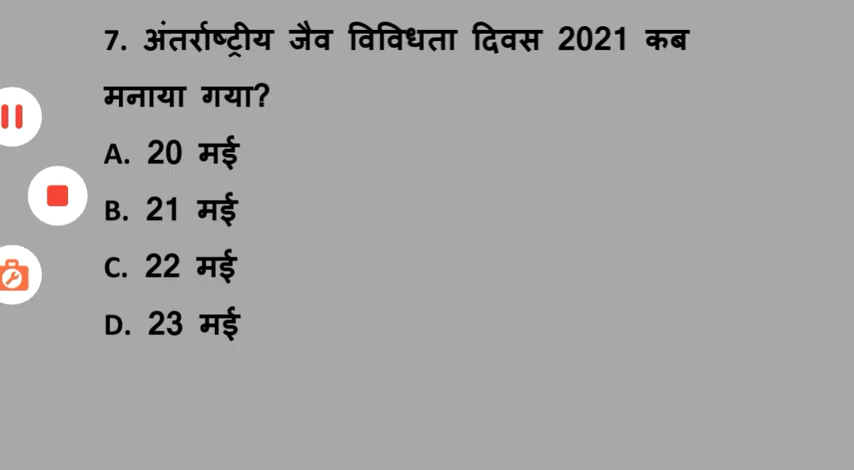 7. अंतर्राष्ट्रीय जैव विविधता दिवस 2021 कब
मनाया गया?
A. 20 मई
B. 21 मई
C. 22 मई
D. 23 मई